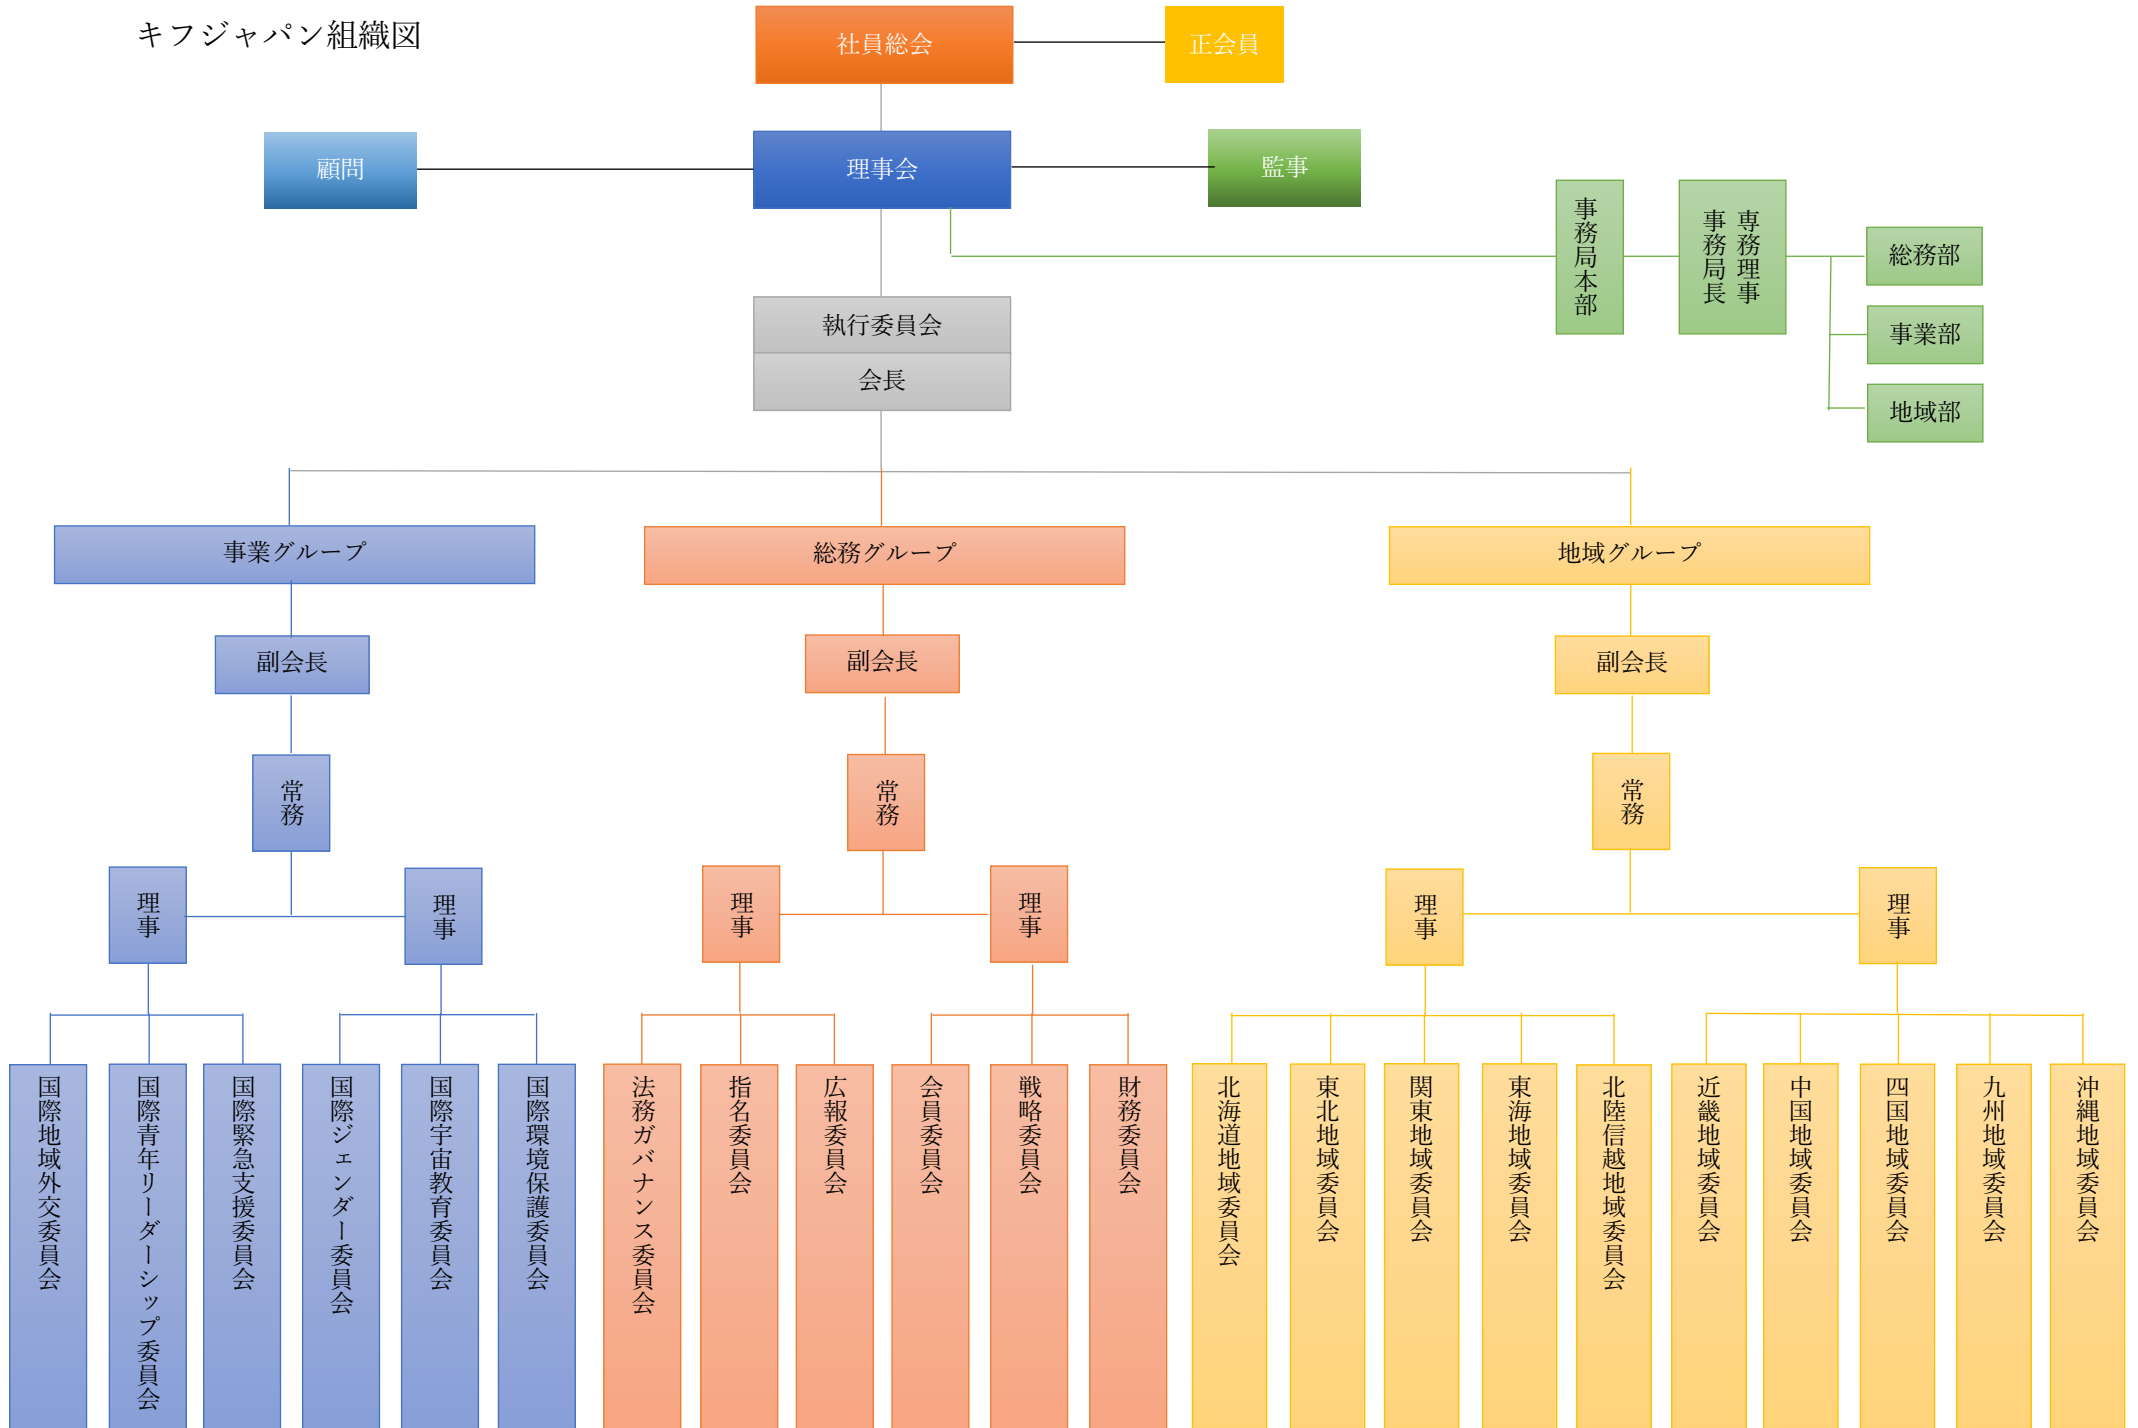 キフジャパン組織図
社員総会
正会員
顧問
理事会
監事
事務局本部
専務理事
事務局長
総務部
事業部
地域部
執行委員会
会長
事業グループ
総務グループ
地域グループ
副会長
副会長
副会長
常務
常務
常務
理事
理事
理事
理事
理事
理事
国際地域外交委員会
国際青年リーダーシップ委員会
国際緊急支援委員会
国際ジェンダー委員会
国際宇宙教育委員会
国際環境保護委員会
法務ガバナンス委員会
指名委員会
広報委員会
会員委員会
戦略委員会
財務委員会
北海道地域委員会
東北地域委員会
関東地域委員会
東海地域委員会
北陸信越地域委員会
近畿地域委員会
中国地域委員会
四国地域委員会
九州地域委員会
沖縄地域委員会